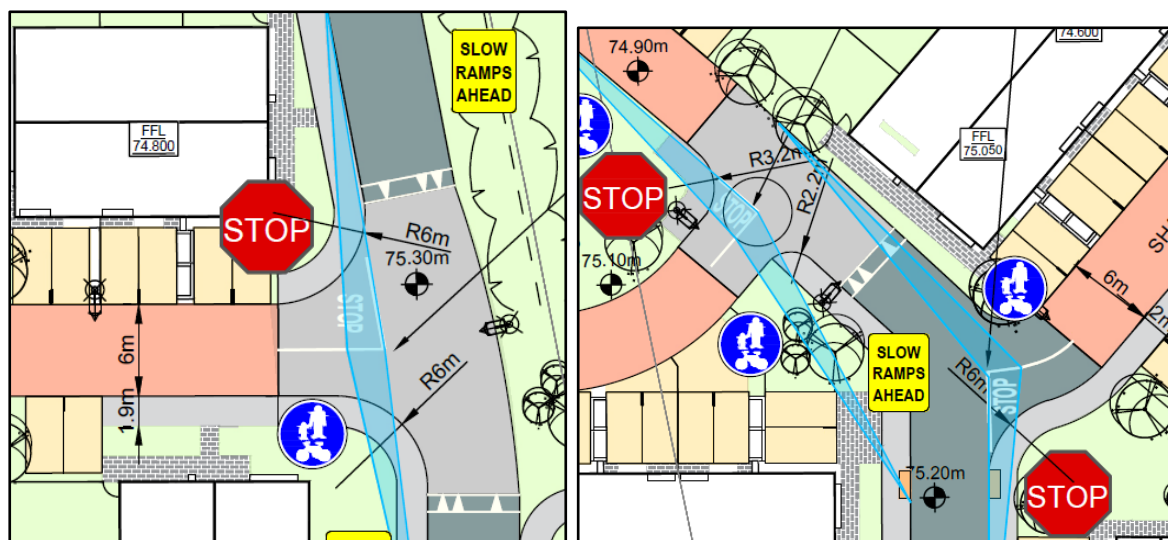 SLOW
RAMPS
AHEAD
FFL
74.800
STOP
R6m
75.30m
STOP
6m
R6m
1.9m
74.90m
74.600
FFL
75.050
R3.2m
STOP
STOP
R2.2m
75.10m
SH
6m
2m
SLOW
RAMPS
AHEAD
R6m
STOP
75.20m
STOP